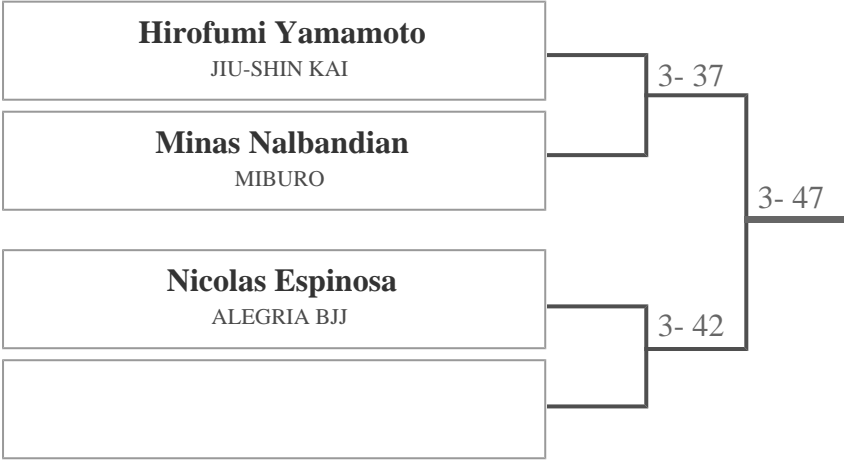 Hirofumi Yamamoto
JIU-SHIN KAI
3- 37
Minas Nalbandian
MIBURO
3- 47
Nicolas Espinosa
ALEGRIA BJJ
3- 42